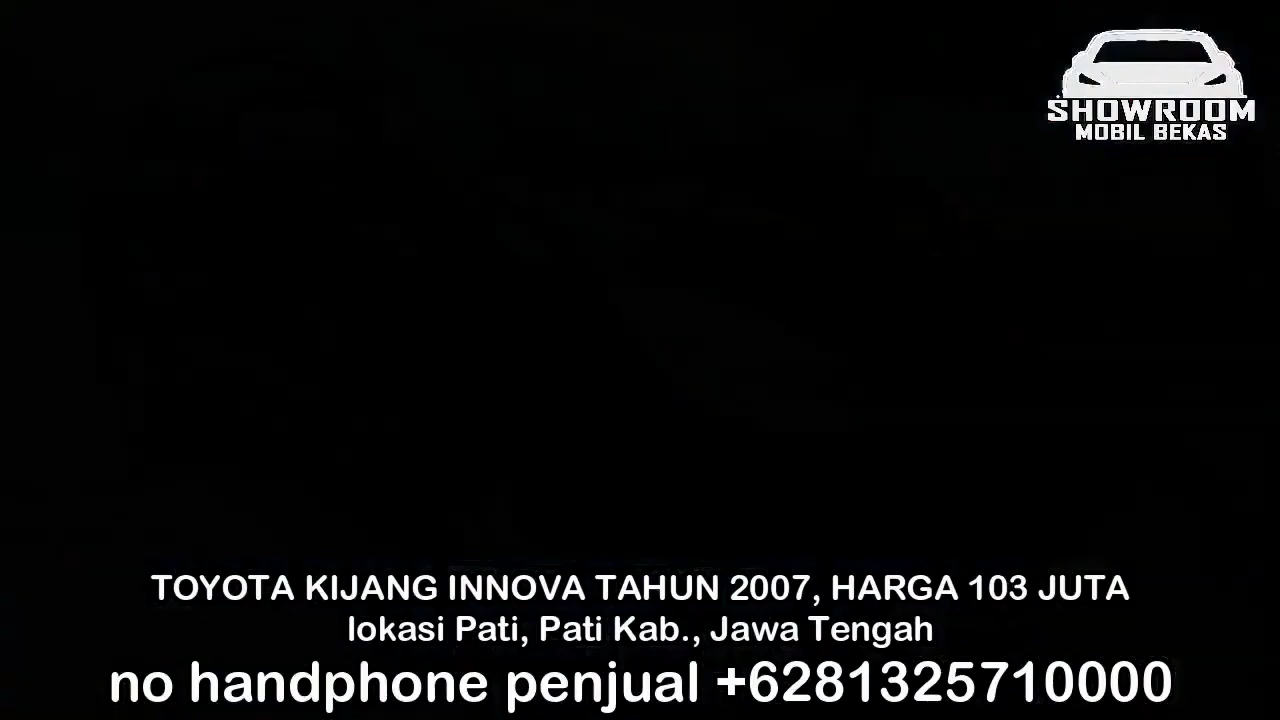 SHOWROOM
MOBIL BEKAS
TOYOTA KIJANG INNOVA TAHUN 2007, HARGA 103 JUTA
lokasi Pati, Pati Kab., Jawa Tengah
no handphone penjual +6281325710000